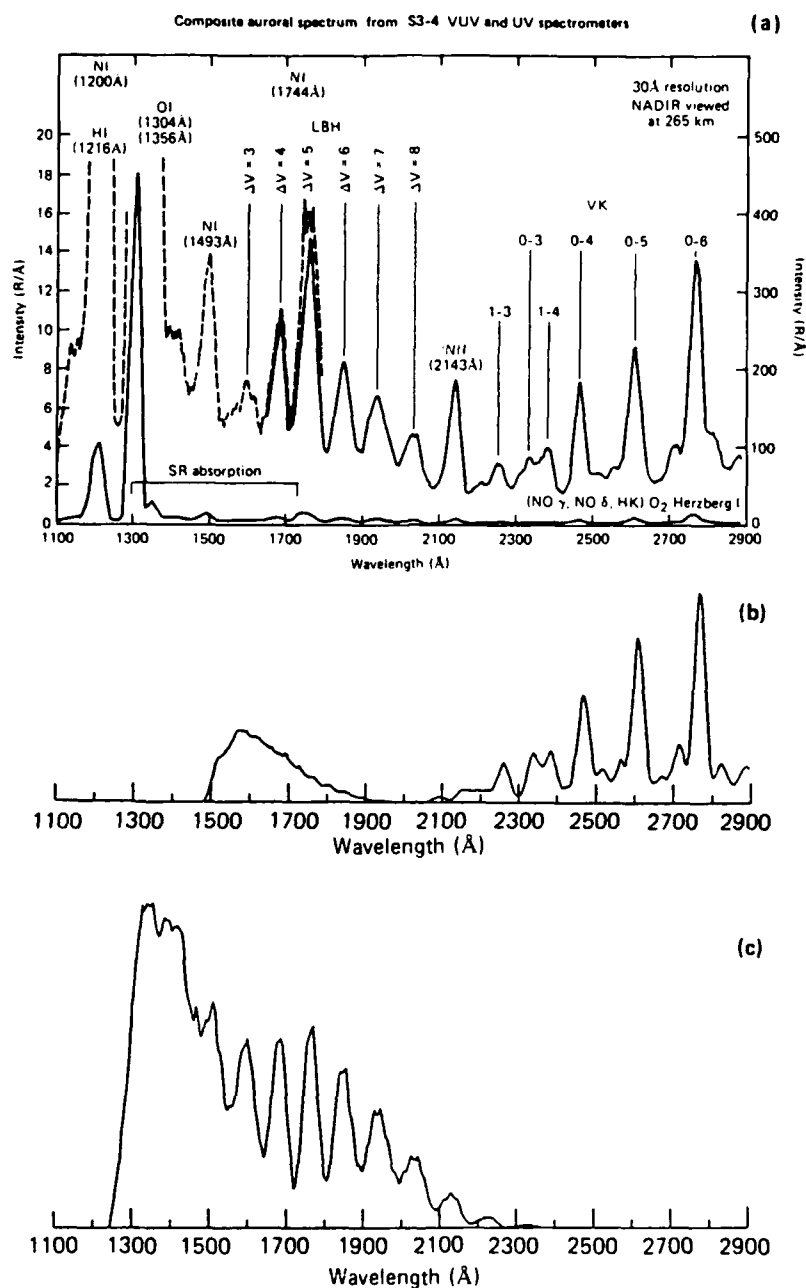 Composite auroral spectrum from S3-4 VUV and UV spectrometers
(a)
NI
(1200Å)
HI
(1216Å)
OI
(1304Å)
(1356Å)
NI
(1493Å)
NI
(1744Å)
LBH
ΔV = 3
ΔV = 4
ΔV = 5
ΔV = 6
ΔV = 7
ΔV = 8
NII
(2143Å)
VK
1-3
0-3
1-4
0-4
0-5
0-6
30Å resolution
NADIR viewed
at 265 km
SR absorption
(NO γ, NO δ, HK) O2 Herzberg I
Intensity (R/Å)
20
18
16
14
12
10
8
6
4
2
0
500
400
300
200
100
0
Intensity (R/Å)
1100 1300 1500 1700 1900 2100 2300 2500 2700 2900
Wavelength (Å)
(b)
1100 1300 1500 1700 1900 2100 2300 2500 2700 2900
Wavelength (Å)
(c)
1100 1300 1500 1700 1900 2100 2300 2500 2700 2900
Wavelength (Å)